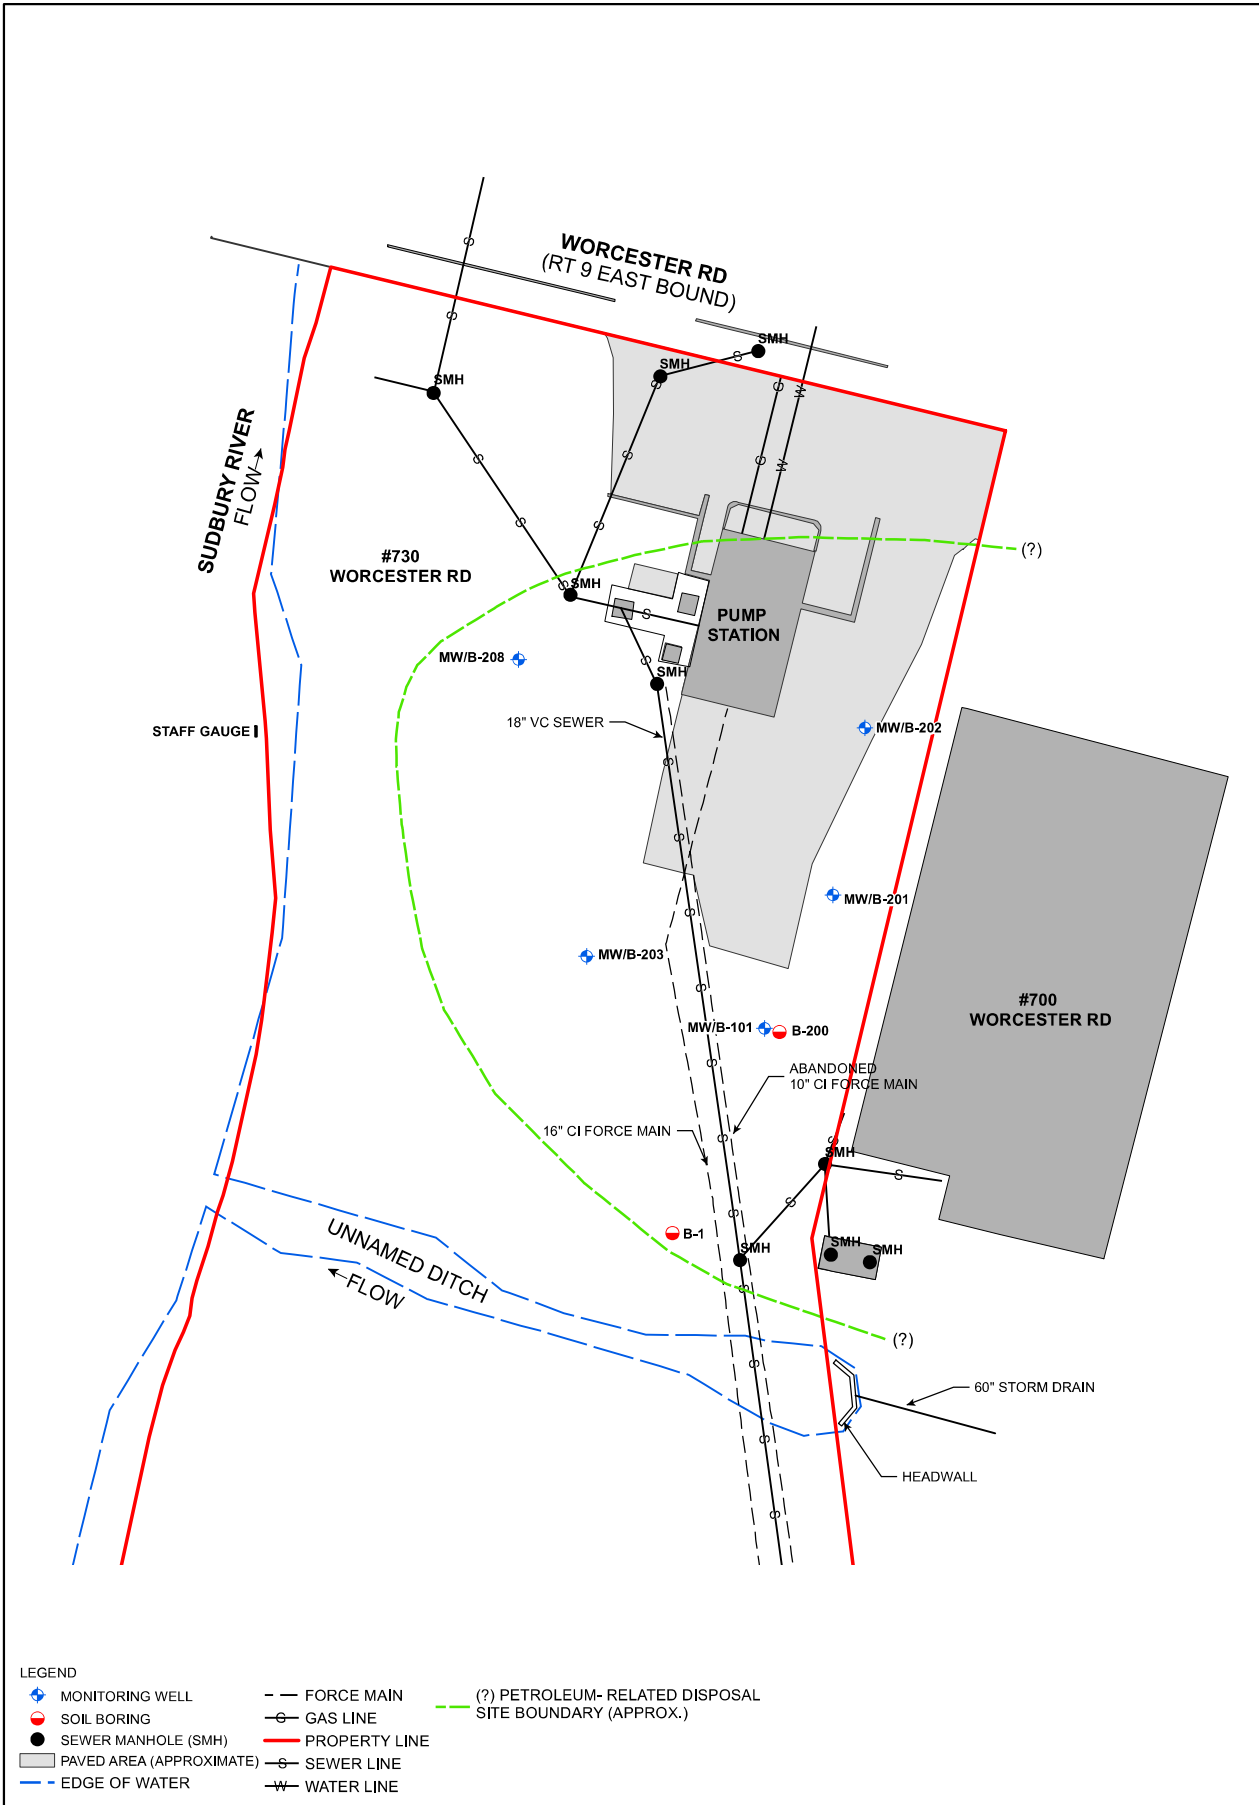 WORCESTER RD
(RT 9 EAST BOUND)
S
S
SMH
SMH
S
SMH
S
G
W
SUDBURY RIVER
FLOW
S
S
G
W
S
S
#730
WORCESTER RD
(?)
S
SMH
S
PUMP
STATION
MW/B-208
S
SMH
18" VC SEWER
STAFF GAUGE
MW/B-202
S
S
MW/B-201
S
MW/B-203
S
#700
WORCESTER RD
MW/B-101
B-200
S
ABANDONED
10" CI FORCE MAIN
16" CI FORCE MAIN
S
S
SMH
S
S
S
UNNAMED DITCH
FLOW
B-1
SMH
SMH
SMH
S
(?)
S
60" STORM DRAIN
S
HEADWALL
S
LEGEND
MONITORING WELL
SOIL BORING
SEWER MANHOLE (SMH)
PAVED AREA (APPROXIMATE)
EDGE OF WATER
FORCE MAIN
G GAS LINE
PROPERTY LINE
S SEWER LINE
W WATER LINE
(?) PETROLEUM- RELATED DISPOSAL
SITE BOUNDARY (APPROX.)